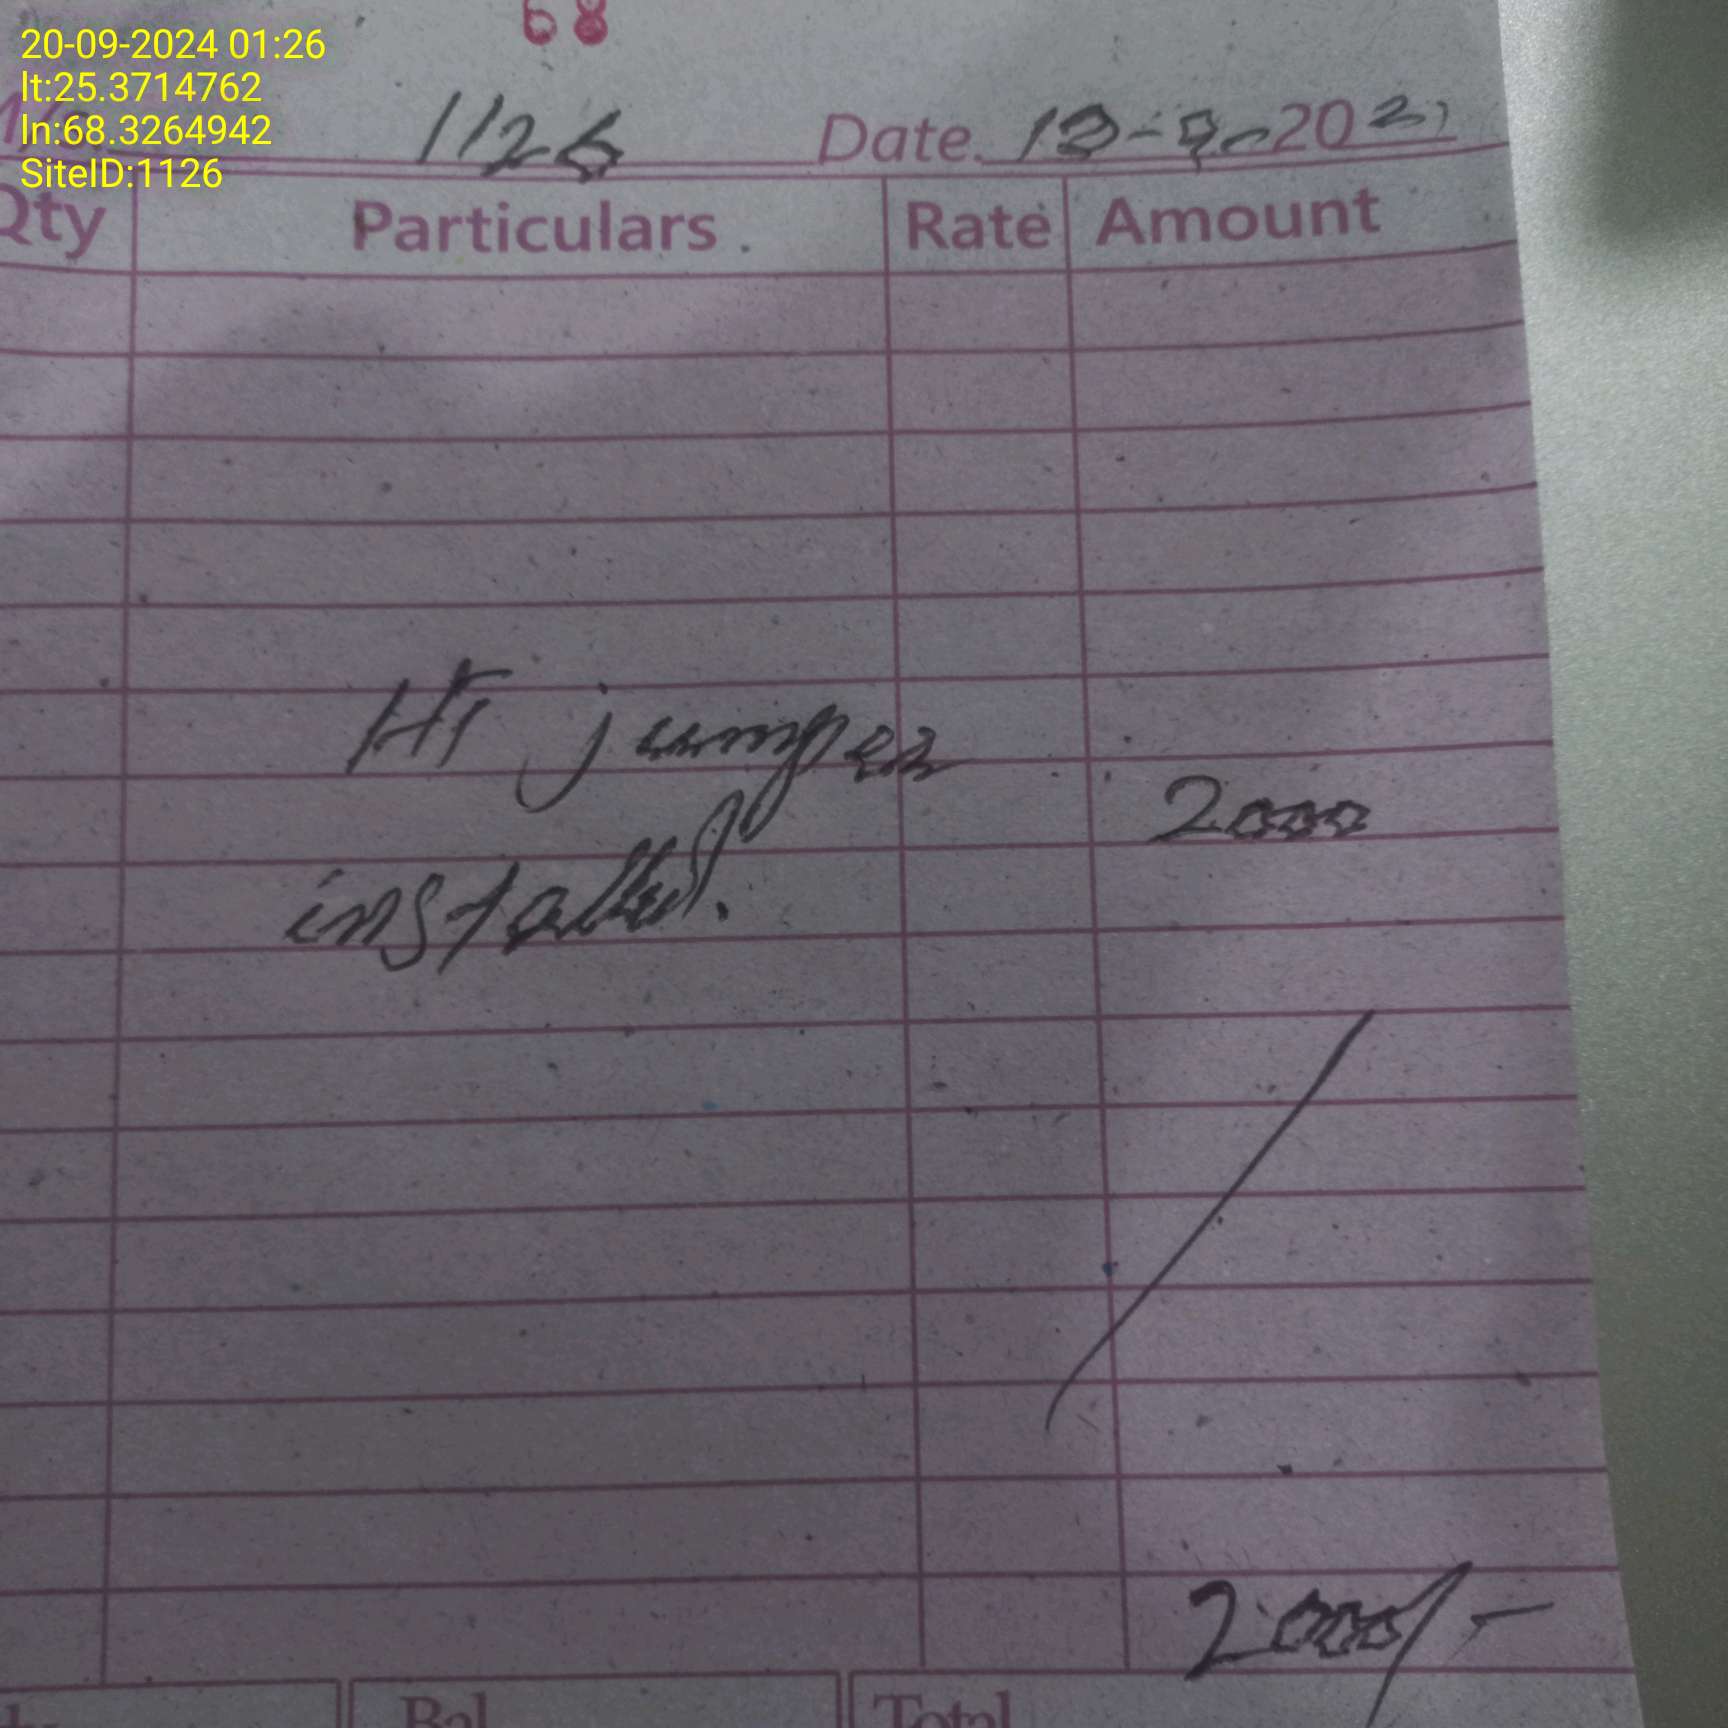 20-09-2024 01:26
lt:25.3714762
ln:68.3264942
SiteID:1126
68
1126 Date. 20
Qty Particulars. Rate Amount
HT jumper
2000
installed.
2000/-
Bal Total